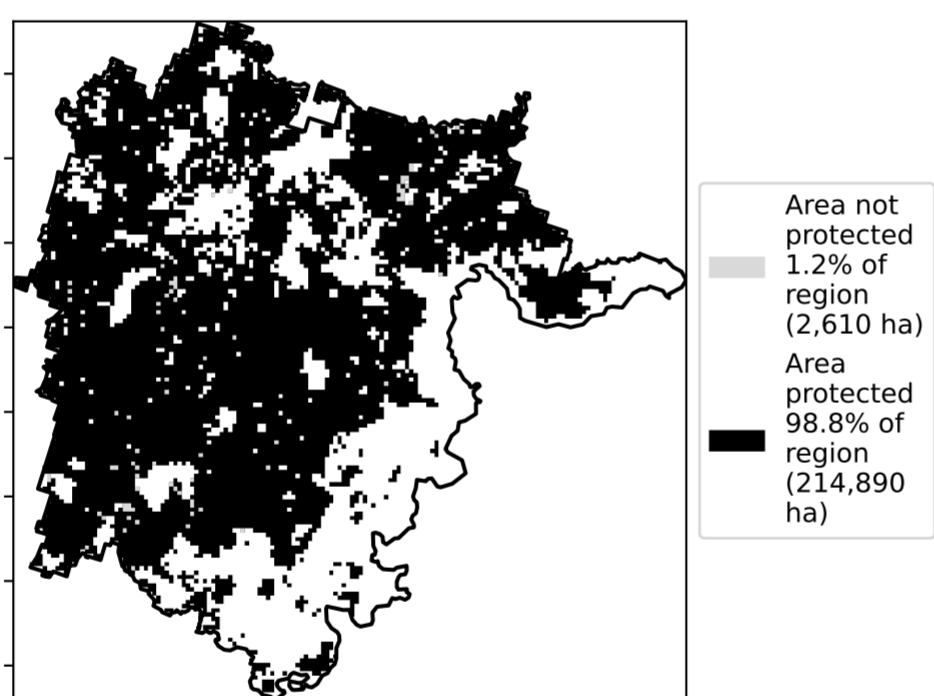 Area not
protected
1.2% of
region
(2,610 ha)
Area
protected
98.8% of
region
(214,890
ha)